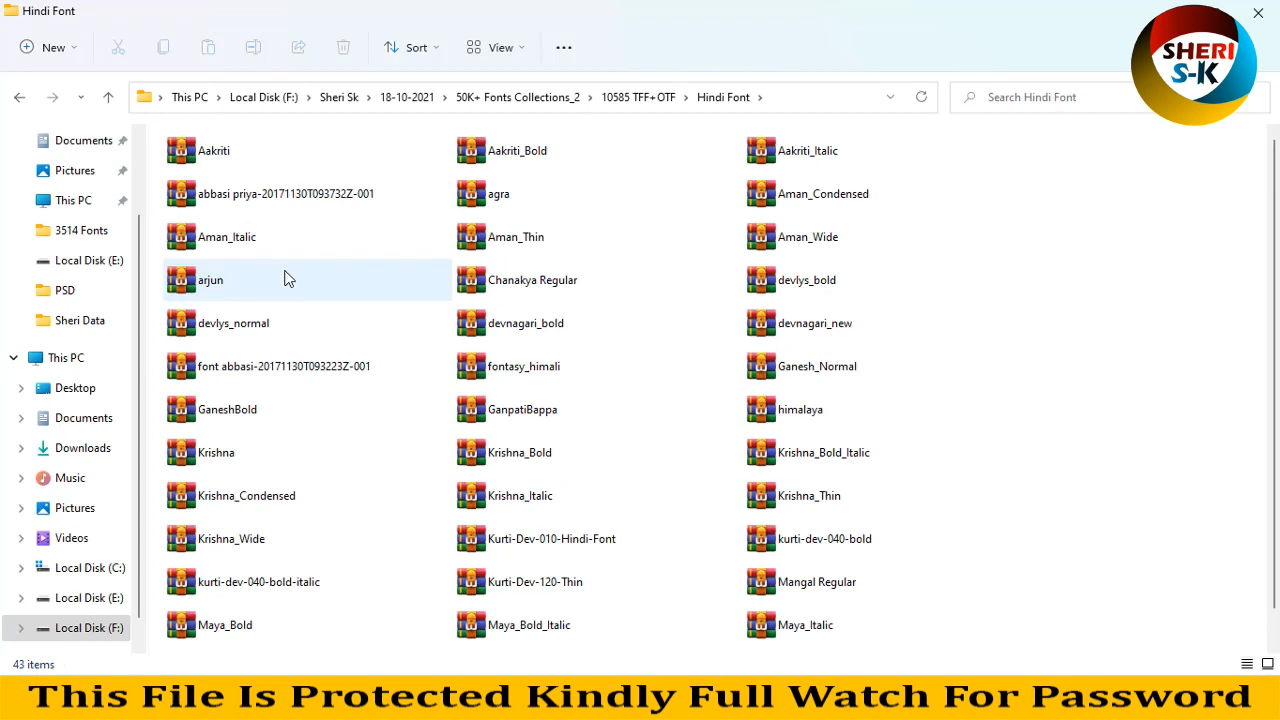 Hindi Font
New
Sort
View
SHERI
S-K
This PC
Local Disk (F:)
Sheri Sk
18-10-2021
50K+ Fonts Collections_2
10585 TFF+OTF
Hindi Font
Search Hindi Font
Documents
Pictures
This PC
3514 Fonts
Local Disk (E:)
PSD
Sheri Data
This PC
Desktop
Documents
Downloads
Music
Pictures
Videos
Local Disk (C:)
Local Disk (E:)
Local Disk (F:)
Aakriti
Aakriti_Bold
Aakriti_Italic
abbasi priya-20171130T093732Z-001
agra
Aman_Condensed
Aman_Italic
Aman_Thin
Aman_Wide
arjun
Chanakya Regular
devlys_bold
devlys_normal
devnagari_bold
devnagari_new
font abbasi-20171130T093223Z-001
fontasy_himali
Ganesh_Normal
GaneshBold
GanpatiBappa
himalaya
Krishna
Krishna_Bold
Krishna_Bold_Italic
Krishna_Condensed
Krishna_Italic
Krishna_Thin
Krishna_Wide
Kurti-Dev-010-Hindi-Font
kurti-dev-040-bold
kurti-dev-040-bold-italic
Kurti-Dev-120-Thin
Mangal Regular
Maya_Bold
Maya_Bold_Italic
Maya_Italic
43 items
This File Is Protected Kindly Full Watch For Password